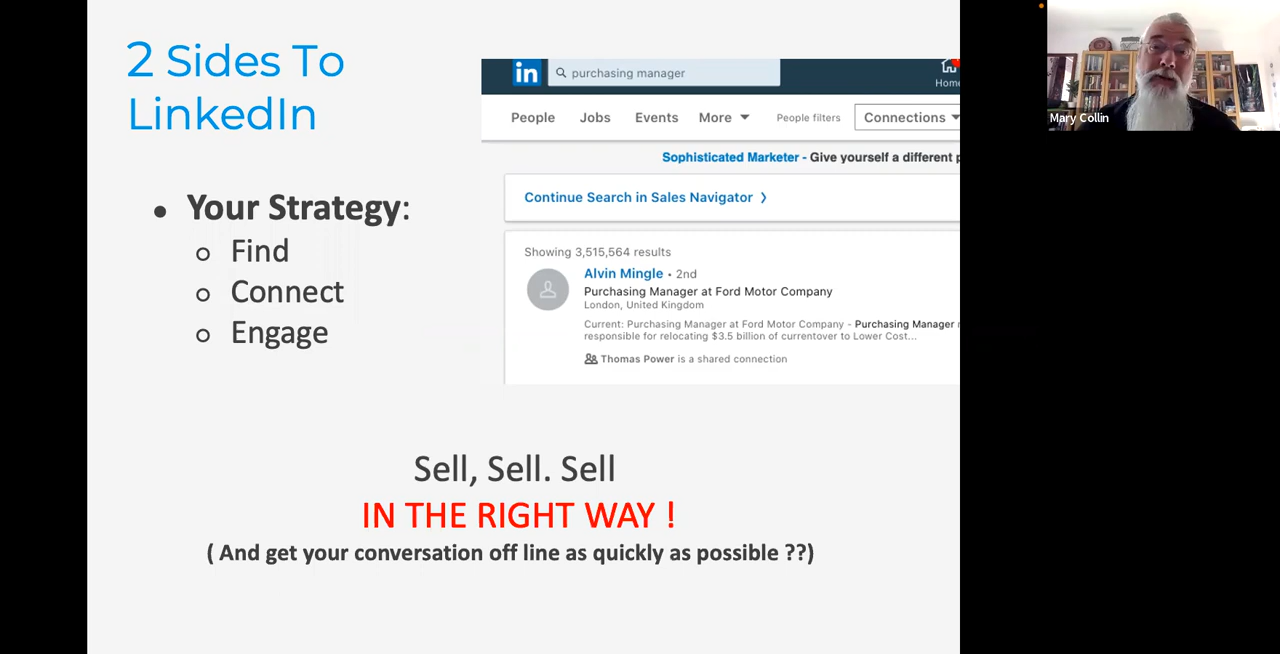 2 Sides To
LinkedIn
● Your Strategy:
○ Find
○ Connect
○ Engage
in
purchasing manager
Home
People
Jobs
Events
More
People filters
Connections
Sophisticated Marketer - Give yourself a different
Continue Search in Sales Navigator ❯
Showing 3,515,564 results
Alvin Mingle • 2nd
Purchasing Manager at Ford Motor Company
London, United Kingdom
Current: Purchasing Manager at Ford Motor Company - Purchasing Manager
responsible for relocating $3.5 billion of currentover to Lower Cost...
Thomas Power is a shared connection
Sell, Sell. Sell
IN THE RIGHT WAY !
( And get your conversation off line as quickly as possible ??)
Mary Collin